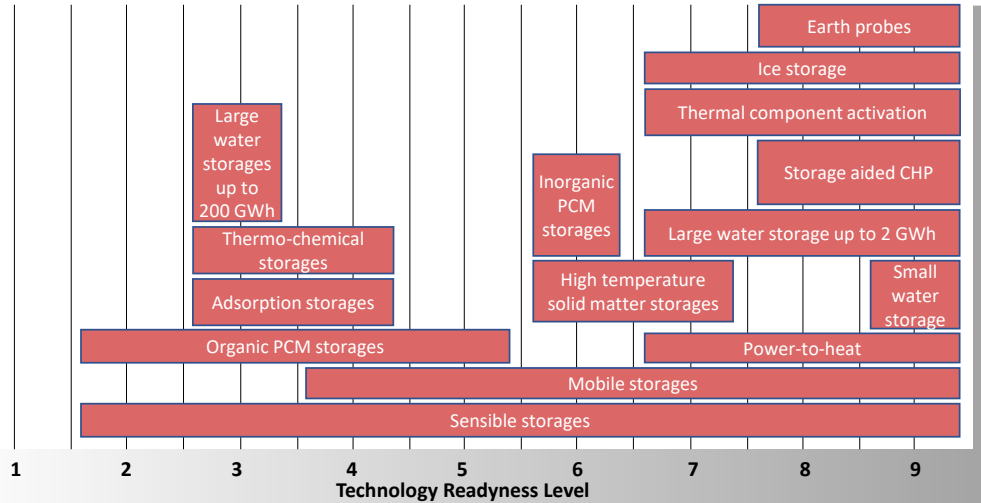 Earth probes
Ice storage
Thermal component activation
Large
water
storages
up to
200 GWh
Storage aided CHP
Inorganic
PCM
storages
Large water storage up to 2 GWh
Thermo-chemical
storages
High temperature
solid matter storages
Small
water
storage
Adsorption storages
Organic PCM storages
Power-to-heat
Mobile storages
Sensible storages
1 2 3 4 5 6 7 8 9
Technology Readyness Level